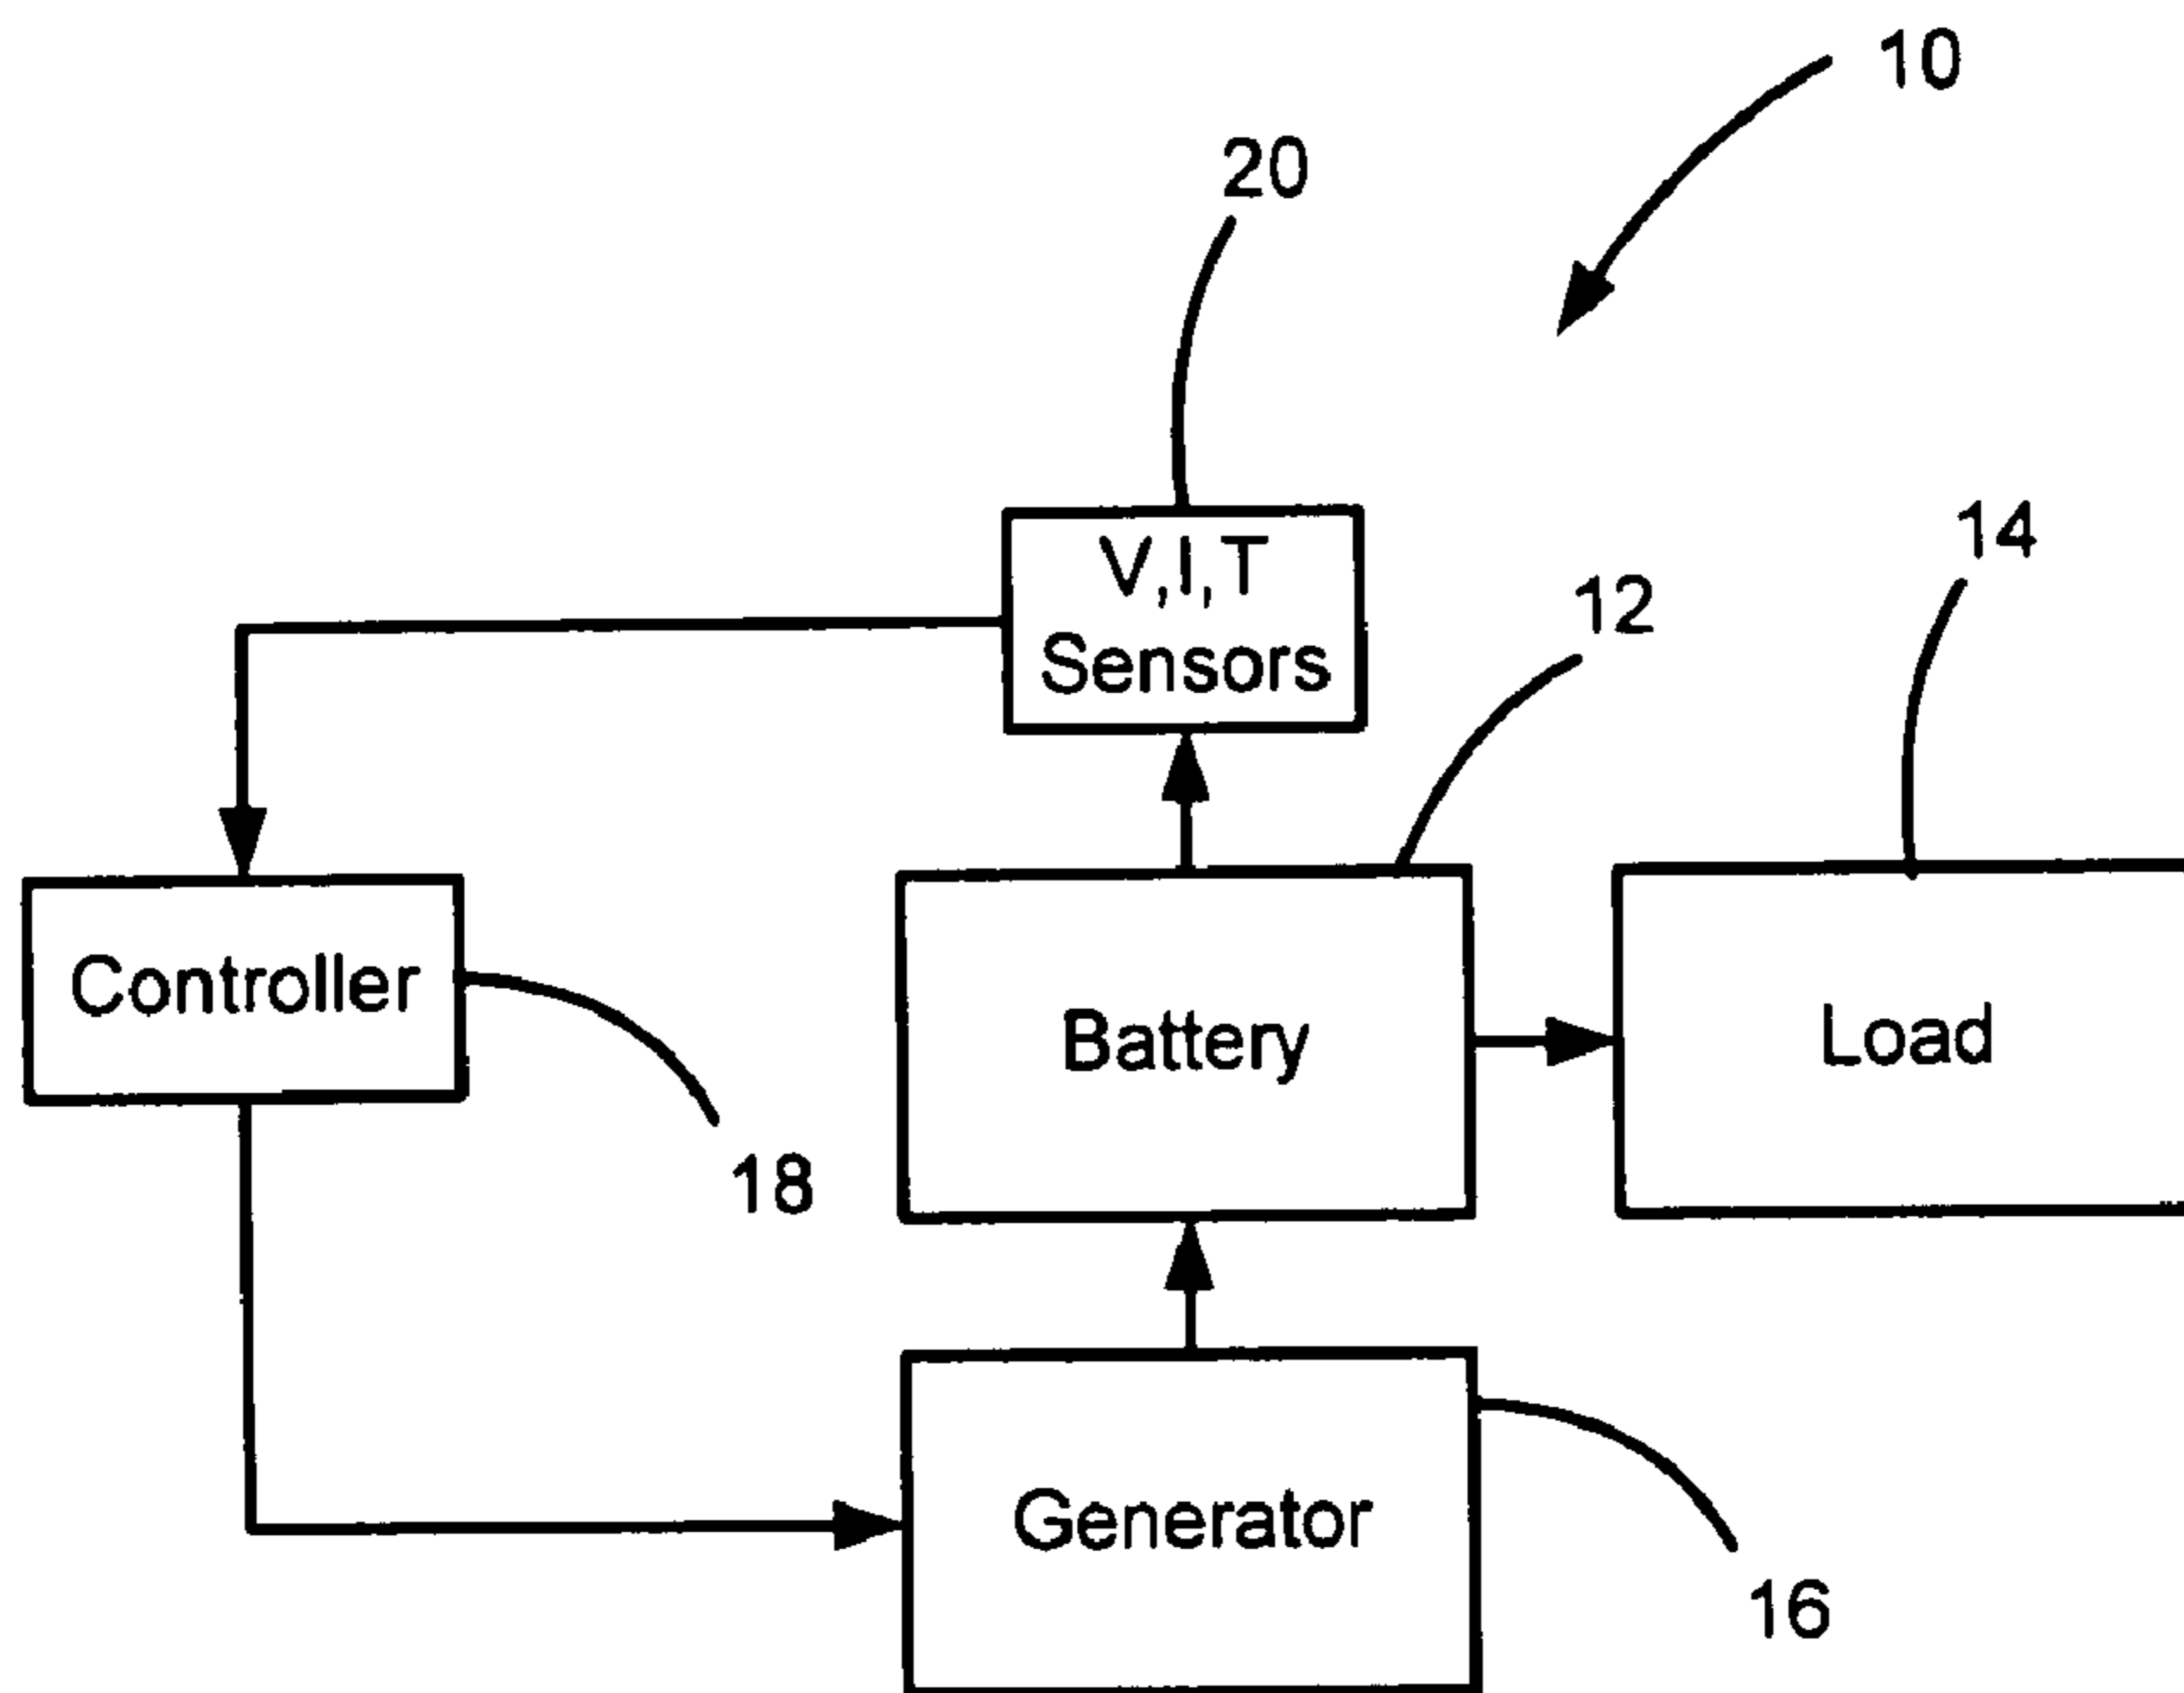 10
20
14
V,I,T
Sensors
12
Controller
Battery
Load
18
Generator
16